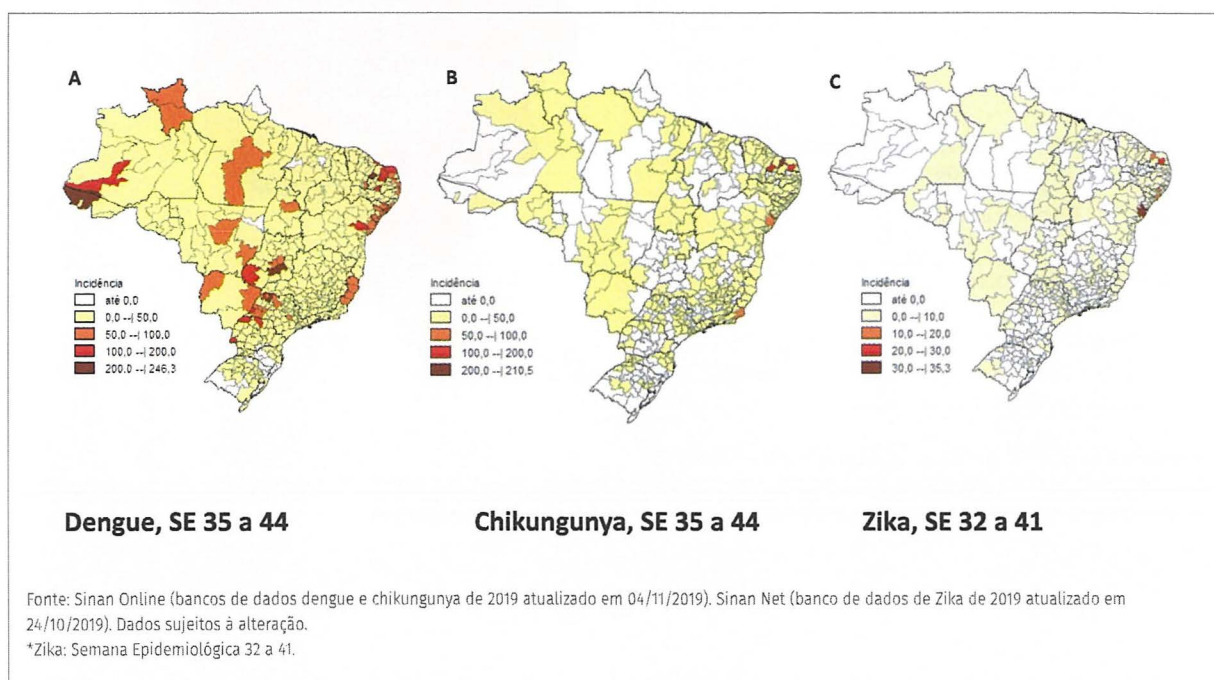 A
B
C
Incidência
até 0,0
0,0 --| 50,0
50,0 --| 100,0
100,0 --| 200,0
200,0 --| 246,3
Incidência
até 0,0
0,0 --| 50,0
50,0 --| 100,0
100,0 --| 200,0
200,0 --| 210,5
Incidência
até 0,0
0,0 --| 10,0
10,0 --| 20,0
20,0 --| 30,0
30,0 --| 35,3
Dengue, SE 35 a 44
Chikungunya, SE 35 a 44
Zika, SE 32 a 41
Fonte: Sinan Online (bancos de dados dengue e chikungunya de 2019 atualizado em 04/11/2019). Sinan Net (banco de dados de Zika de 2019 atualizado em
24/10/2019). Dados sujeitos à alteração.
*Zika: Semana Epidemiológica 32 a 41.